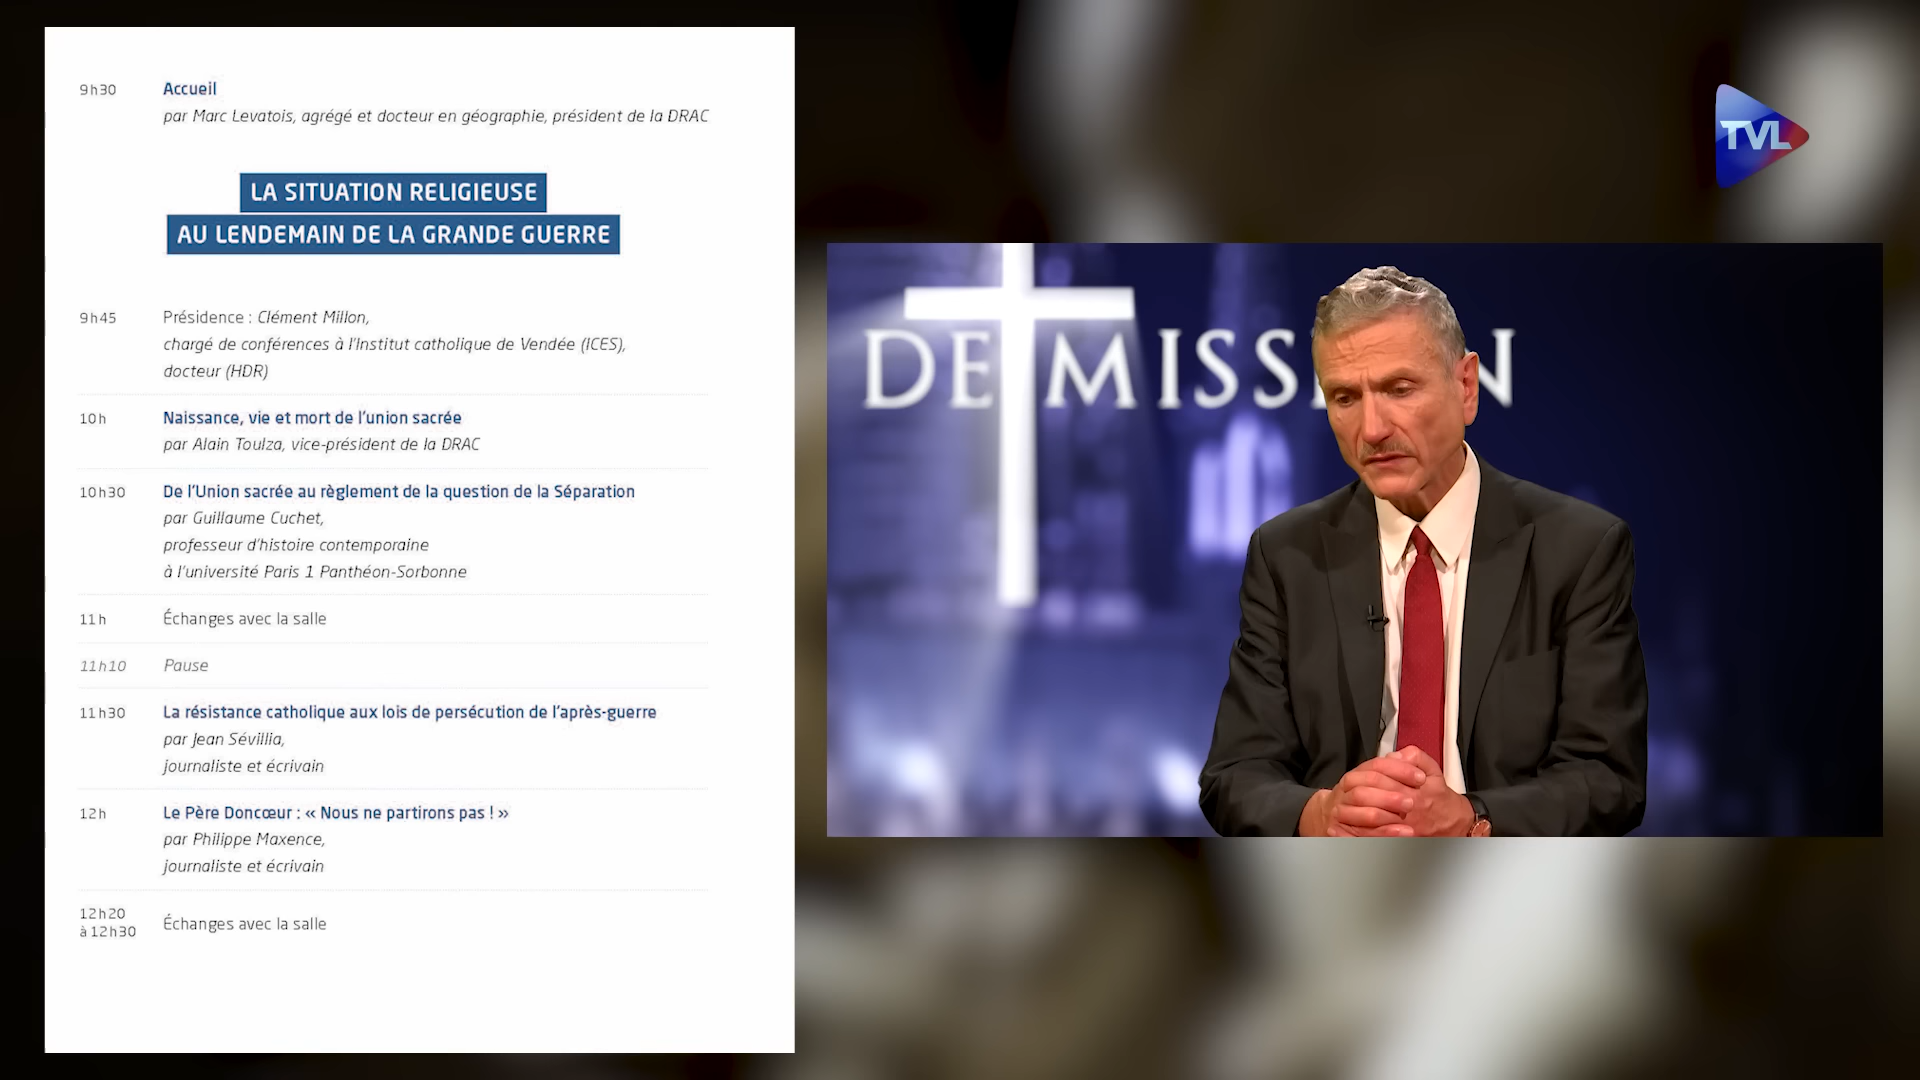 9h30 Accueil
par Marc Levatois, agrégé et docteur en géographie, président de la DRAC
LA SITUATION RELIGIEUSE
AU LENDEMAIN DE LA GRANDE GUERRE
9h45 Présidence : Clément Millon,
chargé de conférences à l'Institut catholique de Vendée (ICES),
docteur (HDR)
10h Naissance, vie et mort de l'union sacrée
par Alain Toulza, vice-président de la DRAC
10h30 De l'Union sacrée au règlement de la question de la Séparation
par Guillaume Cuchet,
professeur d'histoire contemporaine
à l'université Paris 1 Panthéon-Sorbonne
11h Échanges avec la salle
11h10 Pause
11h30 La résistance catholique aux lois de persécution de l'après-guerre
par Jean Sévillia,
journaliste et écrivain
12h Le Père Doncœur : « Nous ne partirons pas ! »
par Philippe Maxence,
journaliste et écrivain
12h20
à 12h30 Échanges avec la salle
TVL
DE MISS N